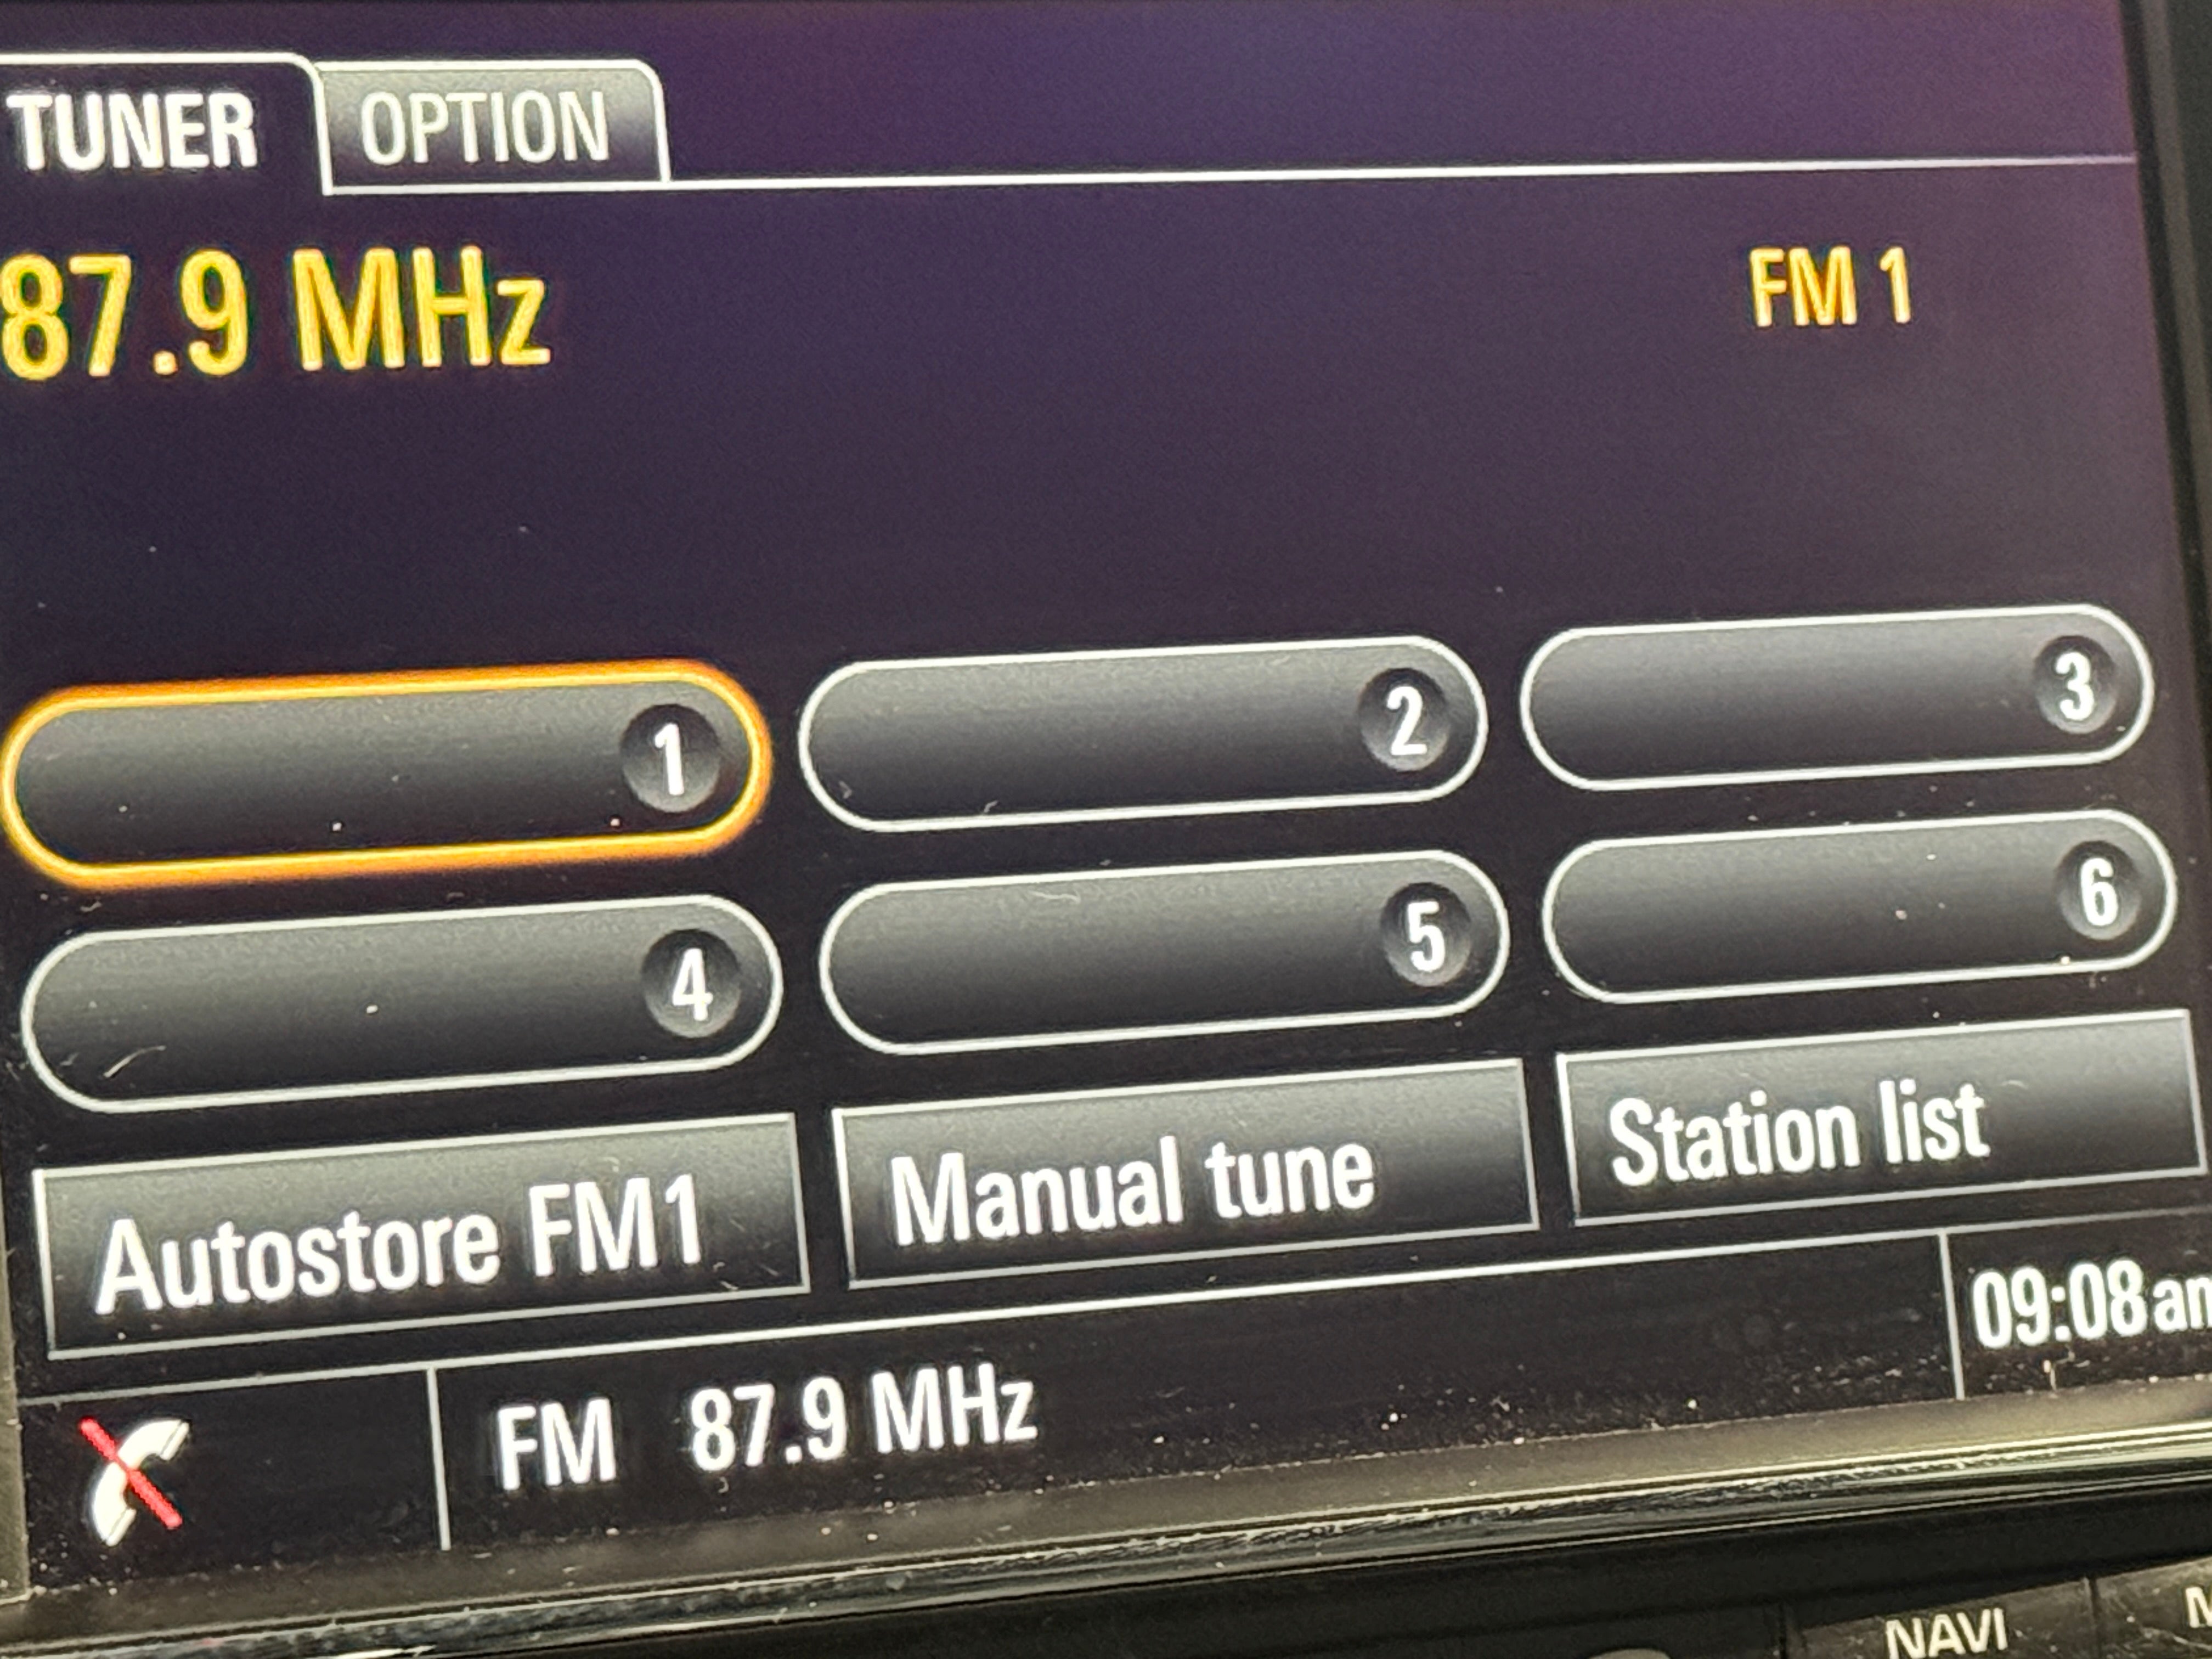 TUNER OPTION
87.9 MHz FM 1
1 2 3
4 5 6
Autostore FM1 Manual tune Station list
FM 87.9 MHz 09:08
NAVI